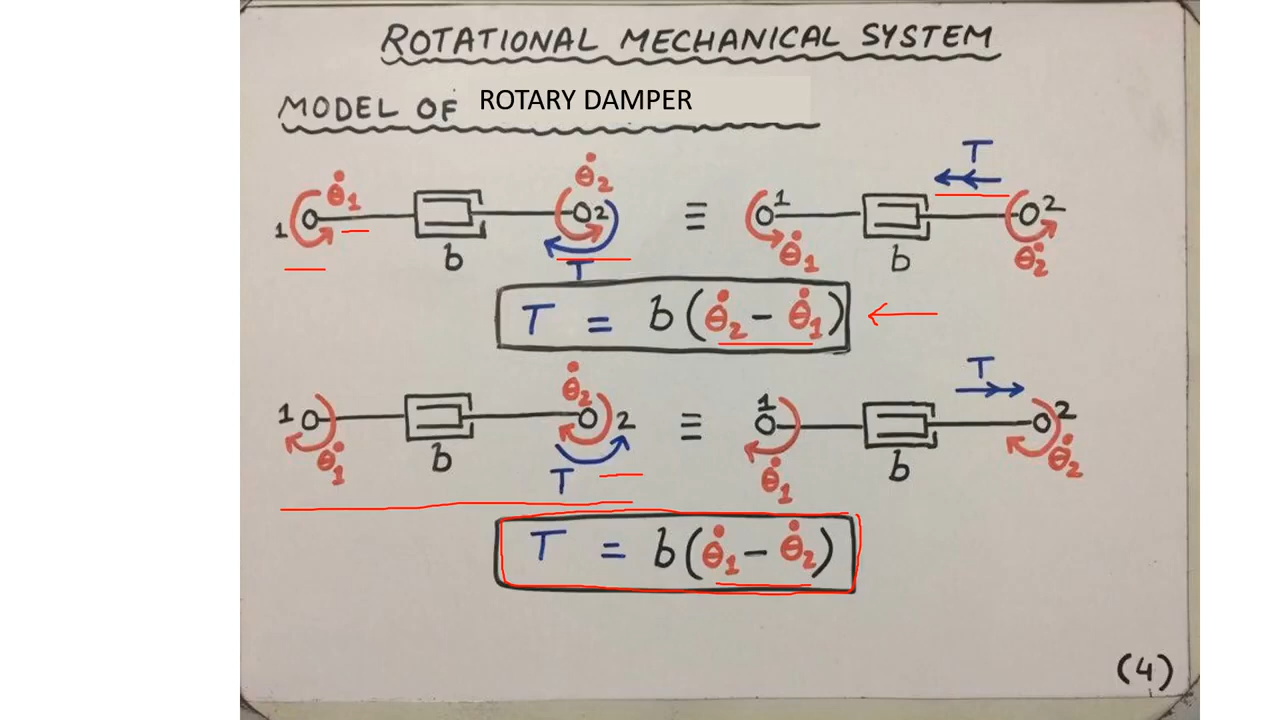 ROTATIONAL MECHANICAL SYSTEM
MODEL OF ROTARY DAMPER
1 θ̇1 b θ̇2 2 T ≡ 1 θ̇1 b T 2 θ̇2
T = b(θ̇2 - θ̇1)
1 θ̇1 b θ̇2 2 T ≡ 1 θ̇1 b T 2 θ̇2
T = b(θ̇1 - θ̇2)
(4)